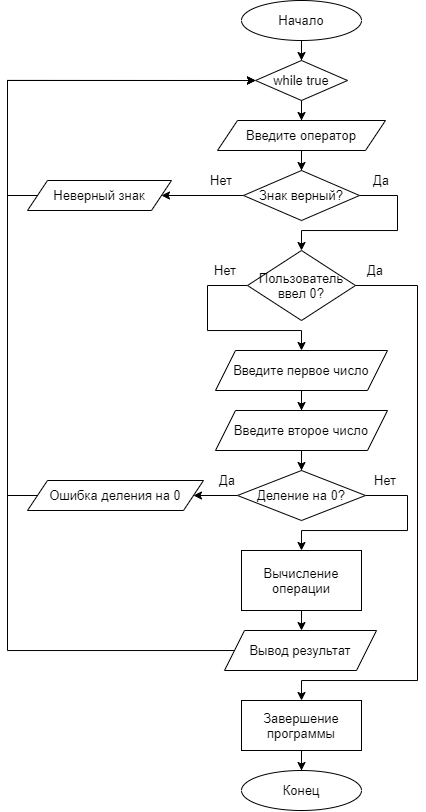 Начало
while true
Введите оператор
Нет
Да
Неверный знак
Знак верный?
Нет
Да
Пользователь
ввел 0?
Введите первое число
Введите второе число
Да
Нет
Ошибка деления на 0
Деление на 0?
Вычисление
операции
Вывод результат
Завершение
программы
Конец